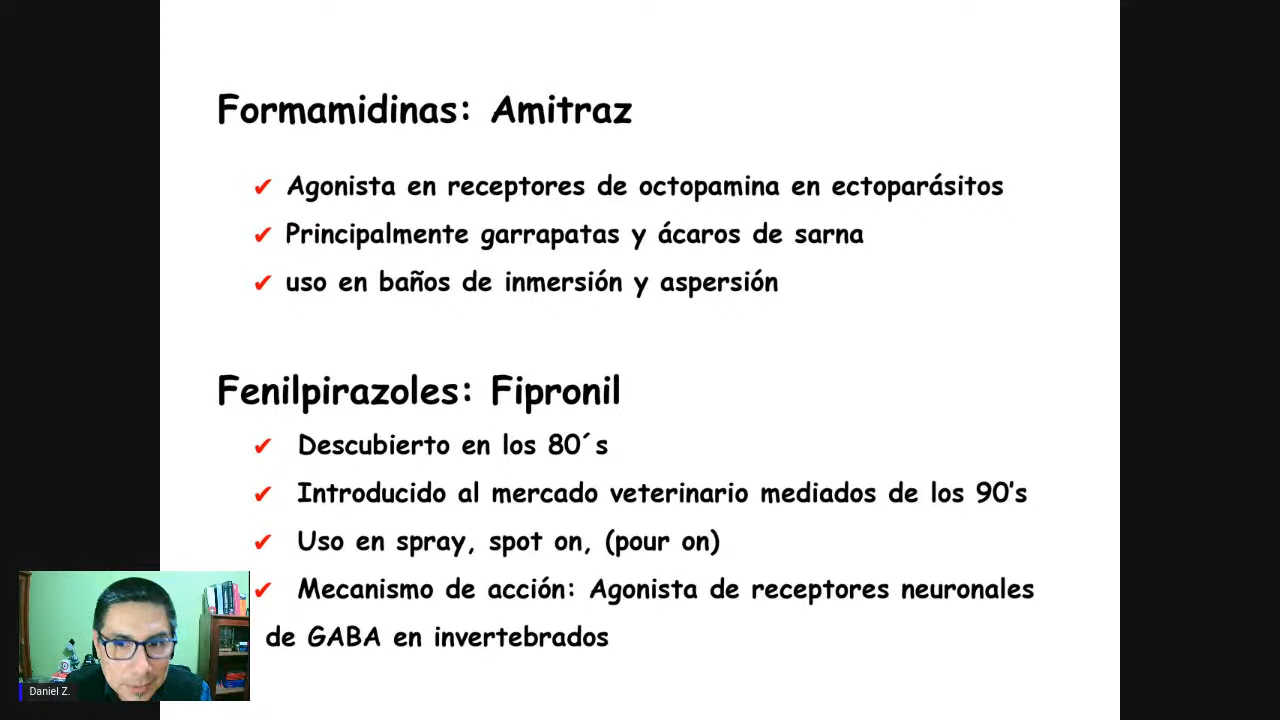 Formamidinas: Amitraz
✔ Agonista en receptores de octopamina en ectoparásitos
✔ Principalmente garrapatas y ácaros de sarna
✔ uso en baños de inmersión y aspersión
Fenilpirazoles: Fipronil
✔ Descubierto en los 80´s
✔ Introducido al mercado veterinario mediados de los 90's
✔ Uso en spray, spot on, (pour on)
✔ Mecanismo de acción: Agonista de receptores neuronales
de GABA en invertebrados
Daniel Z.